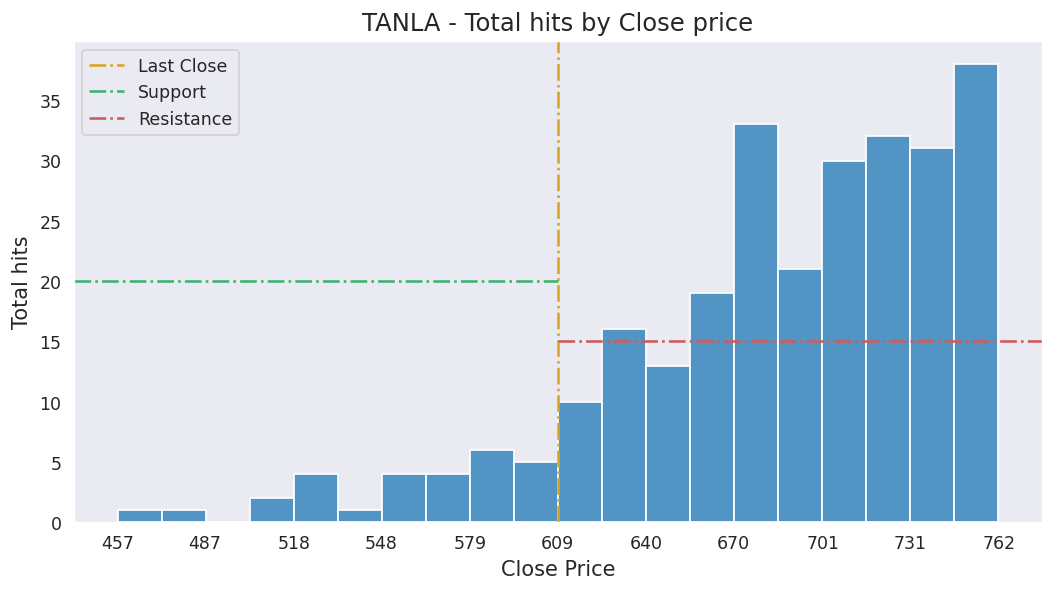 TANLA - Total hits by Close price
Last Close
Support
Resistance
Total hits
35
30
25
20
15
10
5
0
457 487 518 548 579 609 640 670 701 731 762
Close Price